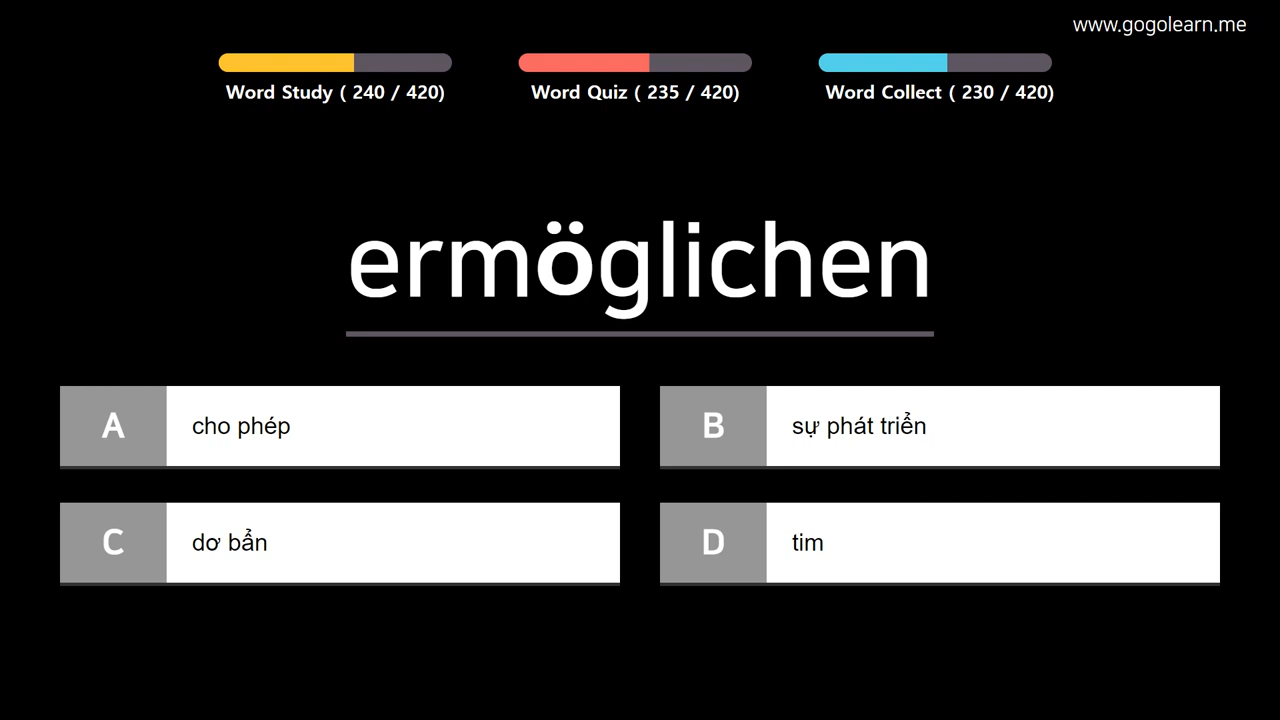 www.gogolearn.me
Word Study ( 240 / 420)
Word Quiz ( 235 / 420)
Word Collect ( 230 / 420)
ermöglichen
A
cho phép
B
sự phát triển
C
dơ bẩn
D
tim